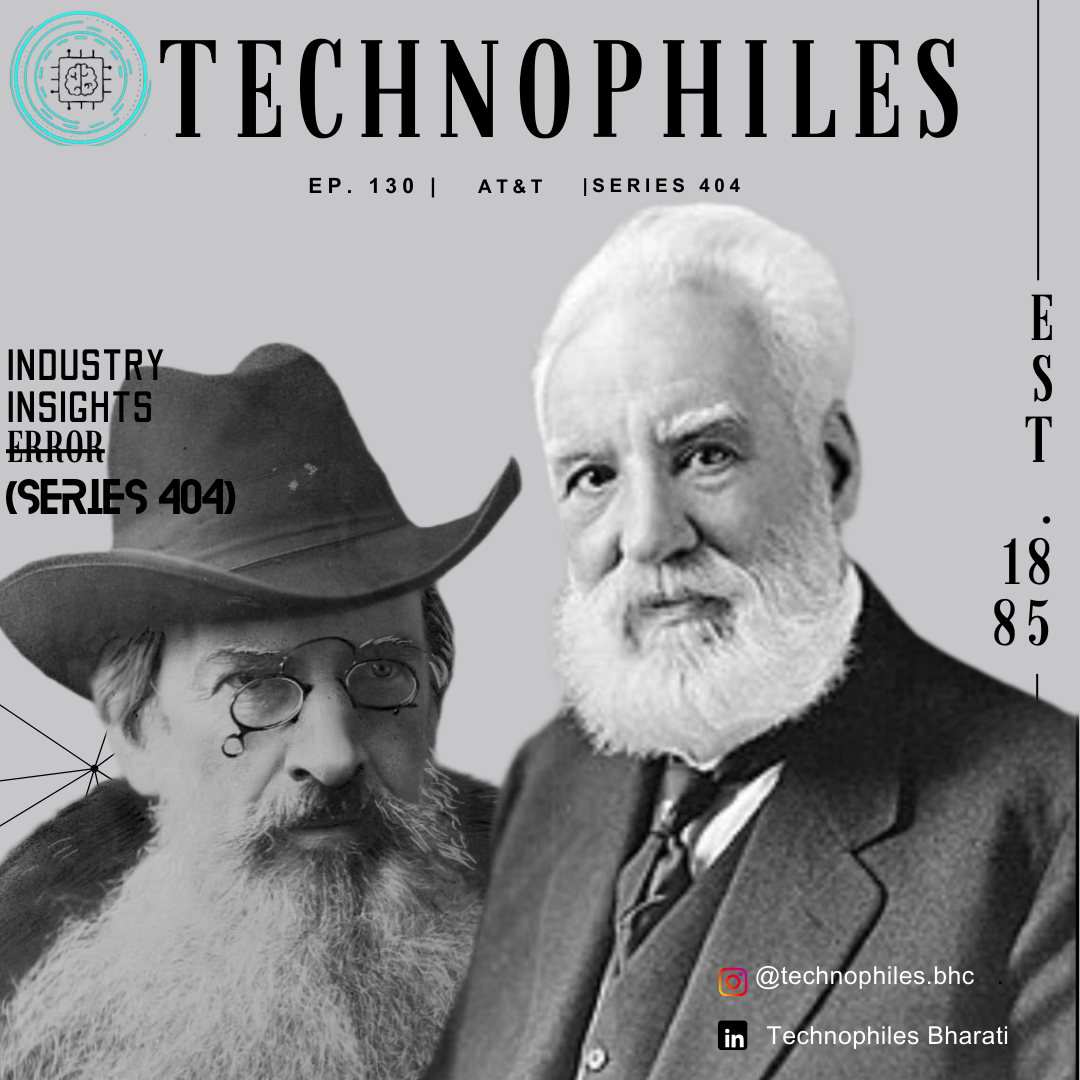 TECHNOPHILES
EP. 130 | AT&T |SERIES 404
INDUSTRY
INSIGHTS
ERROR
(SERIES 404)
EST.
18
85
@technophiles.bhc
Technophiles Bharati